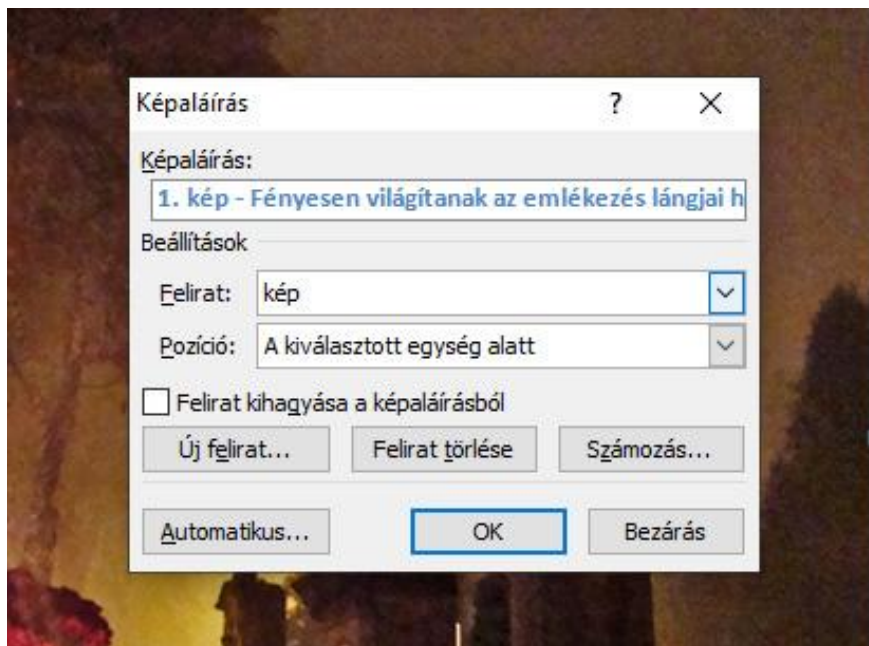 Képaláírás
Képaláírás:
1. kép - Fényesen világítanak az emlékezés lángjai h
Beállítások
Felirat: kép
Pozíció: A kiválasztott egység alatt
Felirat kihagyása a képaláírásból
Új felirat... Felirat törlése Számozás...
Automatikus... OK Bezárás